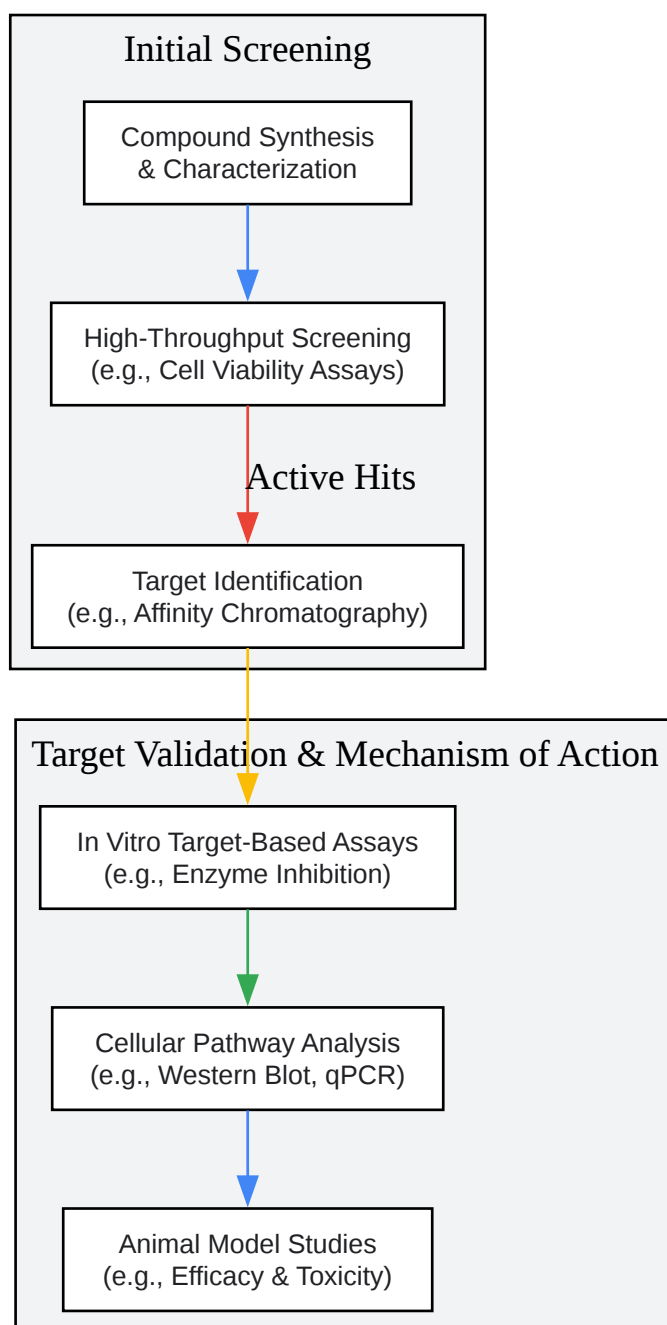 Initial Screening
Compound Synthesis
& Characterization
High-Throughput Screening
(e.g., Cell Viability Assays)
Active Hits
Target Identification
(e.g., Affinity Chromatography)
Target Validation & Mechanism of Action
In Vitro Target-Based Assays
(e.g., Enzyme Inhibition)
Cellular Pathway Analysis
(e.g., Western Blot, qPCR)
Animal Model Studies
(e.g., Efficacy & Toxicity)